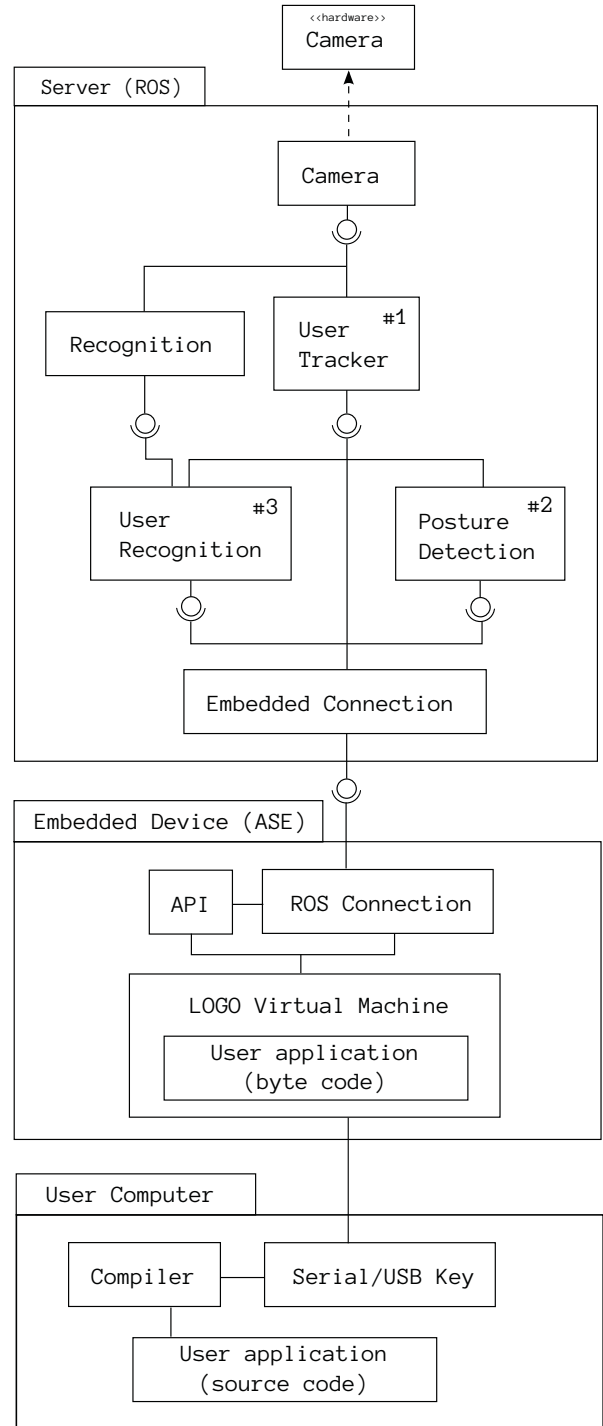 <<hardware>>
Camera
Server (ROS)
Camera
Recognition
User #1
Tracker
User #3
Recognition
Posture #2
Detection
Embedded Connection
Embedded Device (ASE)
API
ROS Connection
LOGO Virtual Machine
User application
(byte code)
User Computer
Compiler
Serial/USB Key
User application
(source code)